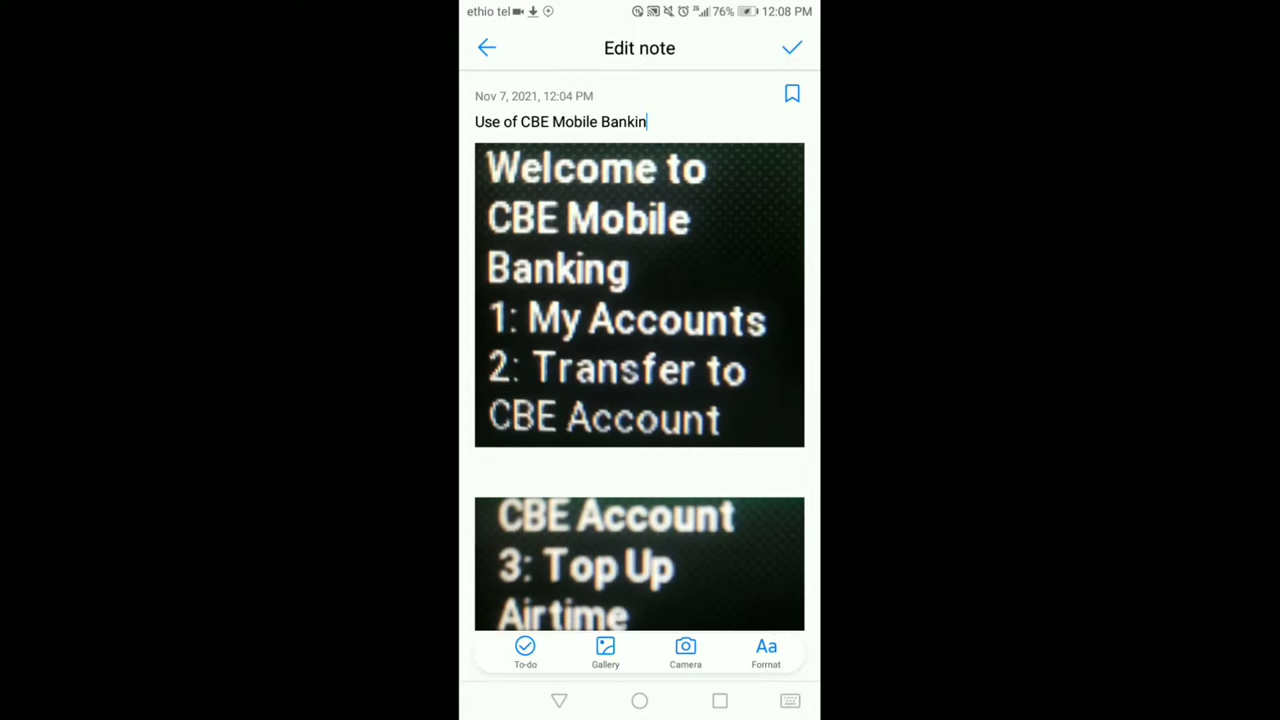 ethio tel 2G 76% 12:08 PM
Edit note
Nov 7, 2021, 12:04 PM
Use of CBE Mobile Bankin
Welcome to
CBE Mobile
Banking
1: My Accounts
2: Transfer to
CBE Account
CBE Account
3: Top Up
Airtime
To-do Gallery Camera Format
Aa